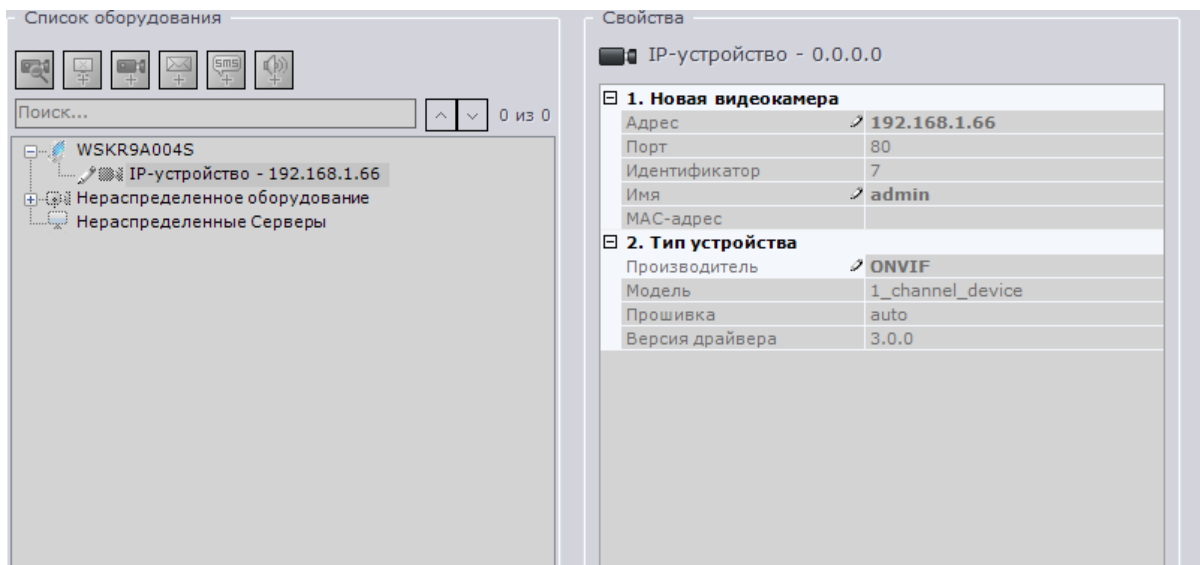 Список оборудования
sms
Поиск...
0 из 0
WSKR9A004S
IP-устройство - 192.168.1.66
Нераспределенное оборудование
Нераспределенные Серверы
Свойства
IP-устройство - 0.0.0.0
1. Новая видеокамера
Адрес 192.168.1.66
Порт 80
Идентификатор 7
Имя admin
MAC-адрес
2. Тип устройства
Производитель ONVIF
Модель 1_channel_device
Прошивка auto
Версия драйвера 3.0.0